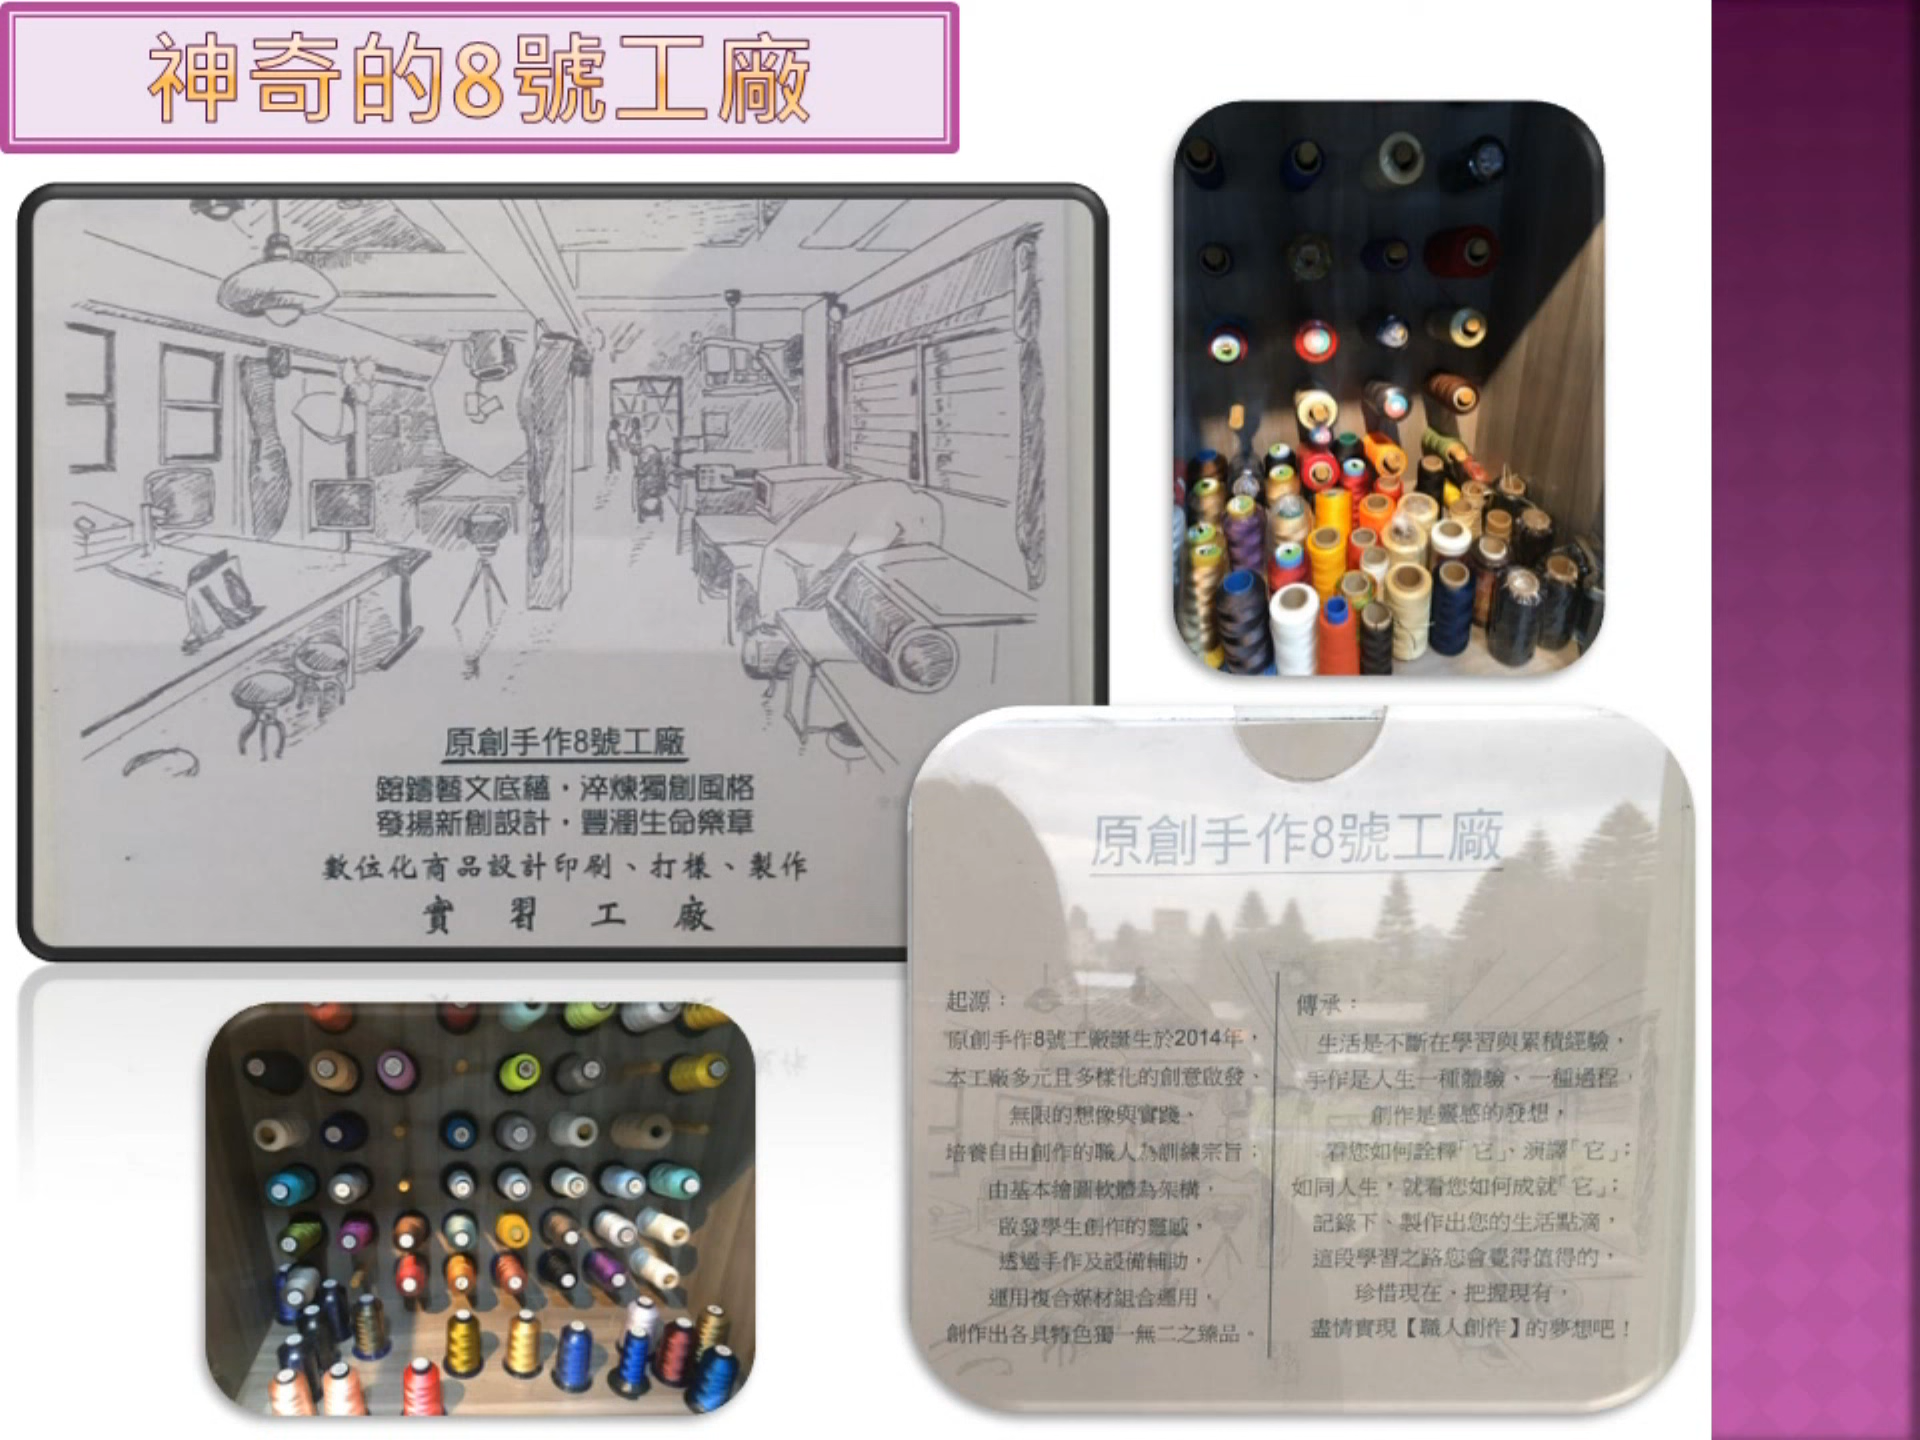 神奇的8號工廠
原創手作8號工廠
鎔鑄藝文底蘊,淬煉獨創風格
發揚新創設計,豐潤生命樂章
數位化商品設計印刷、打樣、製作
實習工廠
原創手作8號工廠
起源:
原創手作8號工廠誕生於2014年,
本工廠多元且多樣化的創意啟發、
無限的想像與實踐、
培養自由創作的職人為訓練宗旨;
由基本繪圖軟體為架構,
啟發學生創作的靈感,
透過手作及設備輔助,
運用複合媒材組合運用,
創作出各具特色獨一無二之臻品。
傳承:
生活是不斷在學習與累積經驗,
手作是人生一種體驗、一種過程,
創作是靈感的發想,
看您如何詮釋「它」、演譯「它」;
如同人生,就看您如何成就「它」;
記錄下、製作出您的生活點滴,
這段學習之路您會覺得值得的,
珍惜現在、把握現有,
盡情實現【職人創作】的夢想吧!